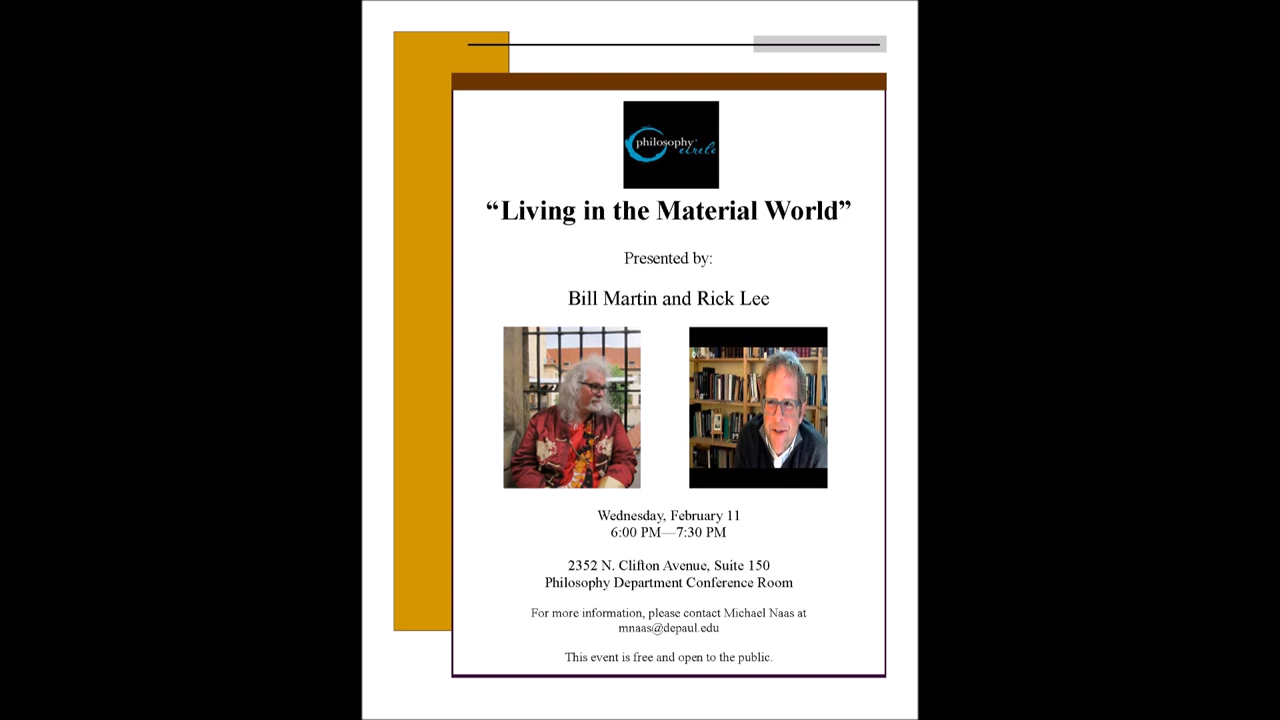 philosophy
circle
“Living in the Material World”
Presented by:
Bill Martin and Rick Lee
Wednesday, February 11
6:00 PM—7:30 PM
2352 N. Clifton Avenue, Suite 150
Philosophy Department Conference Room
For more information, please contact Michael Naas at
mnaas@depaul.edu
This event is free and open to the public.